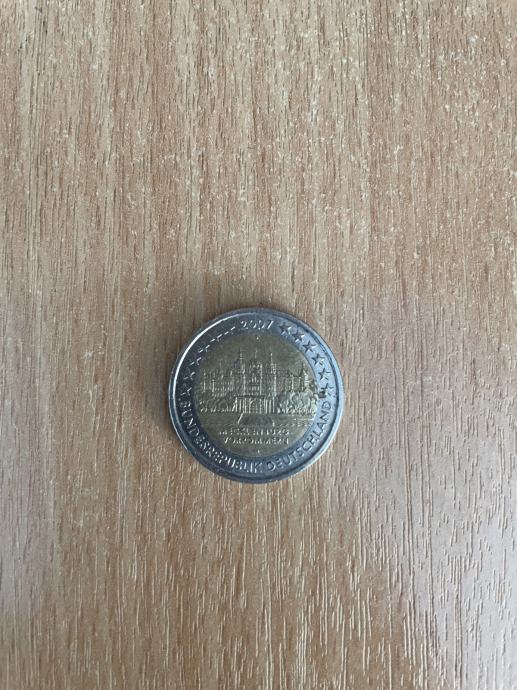 2007
MECKLENBURG-
VORPOMMERN
BUNDESREPUBLIK DEUTSCHLAND